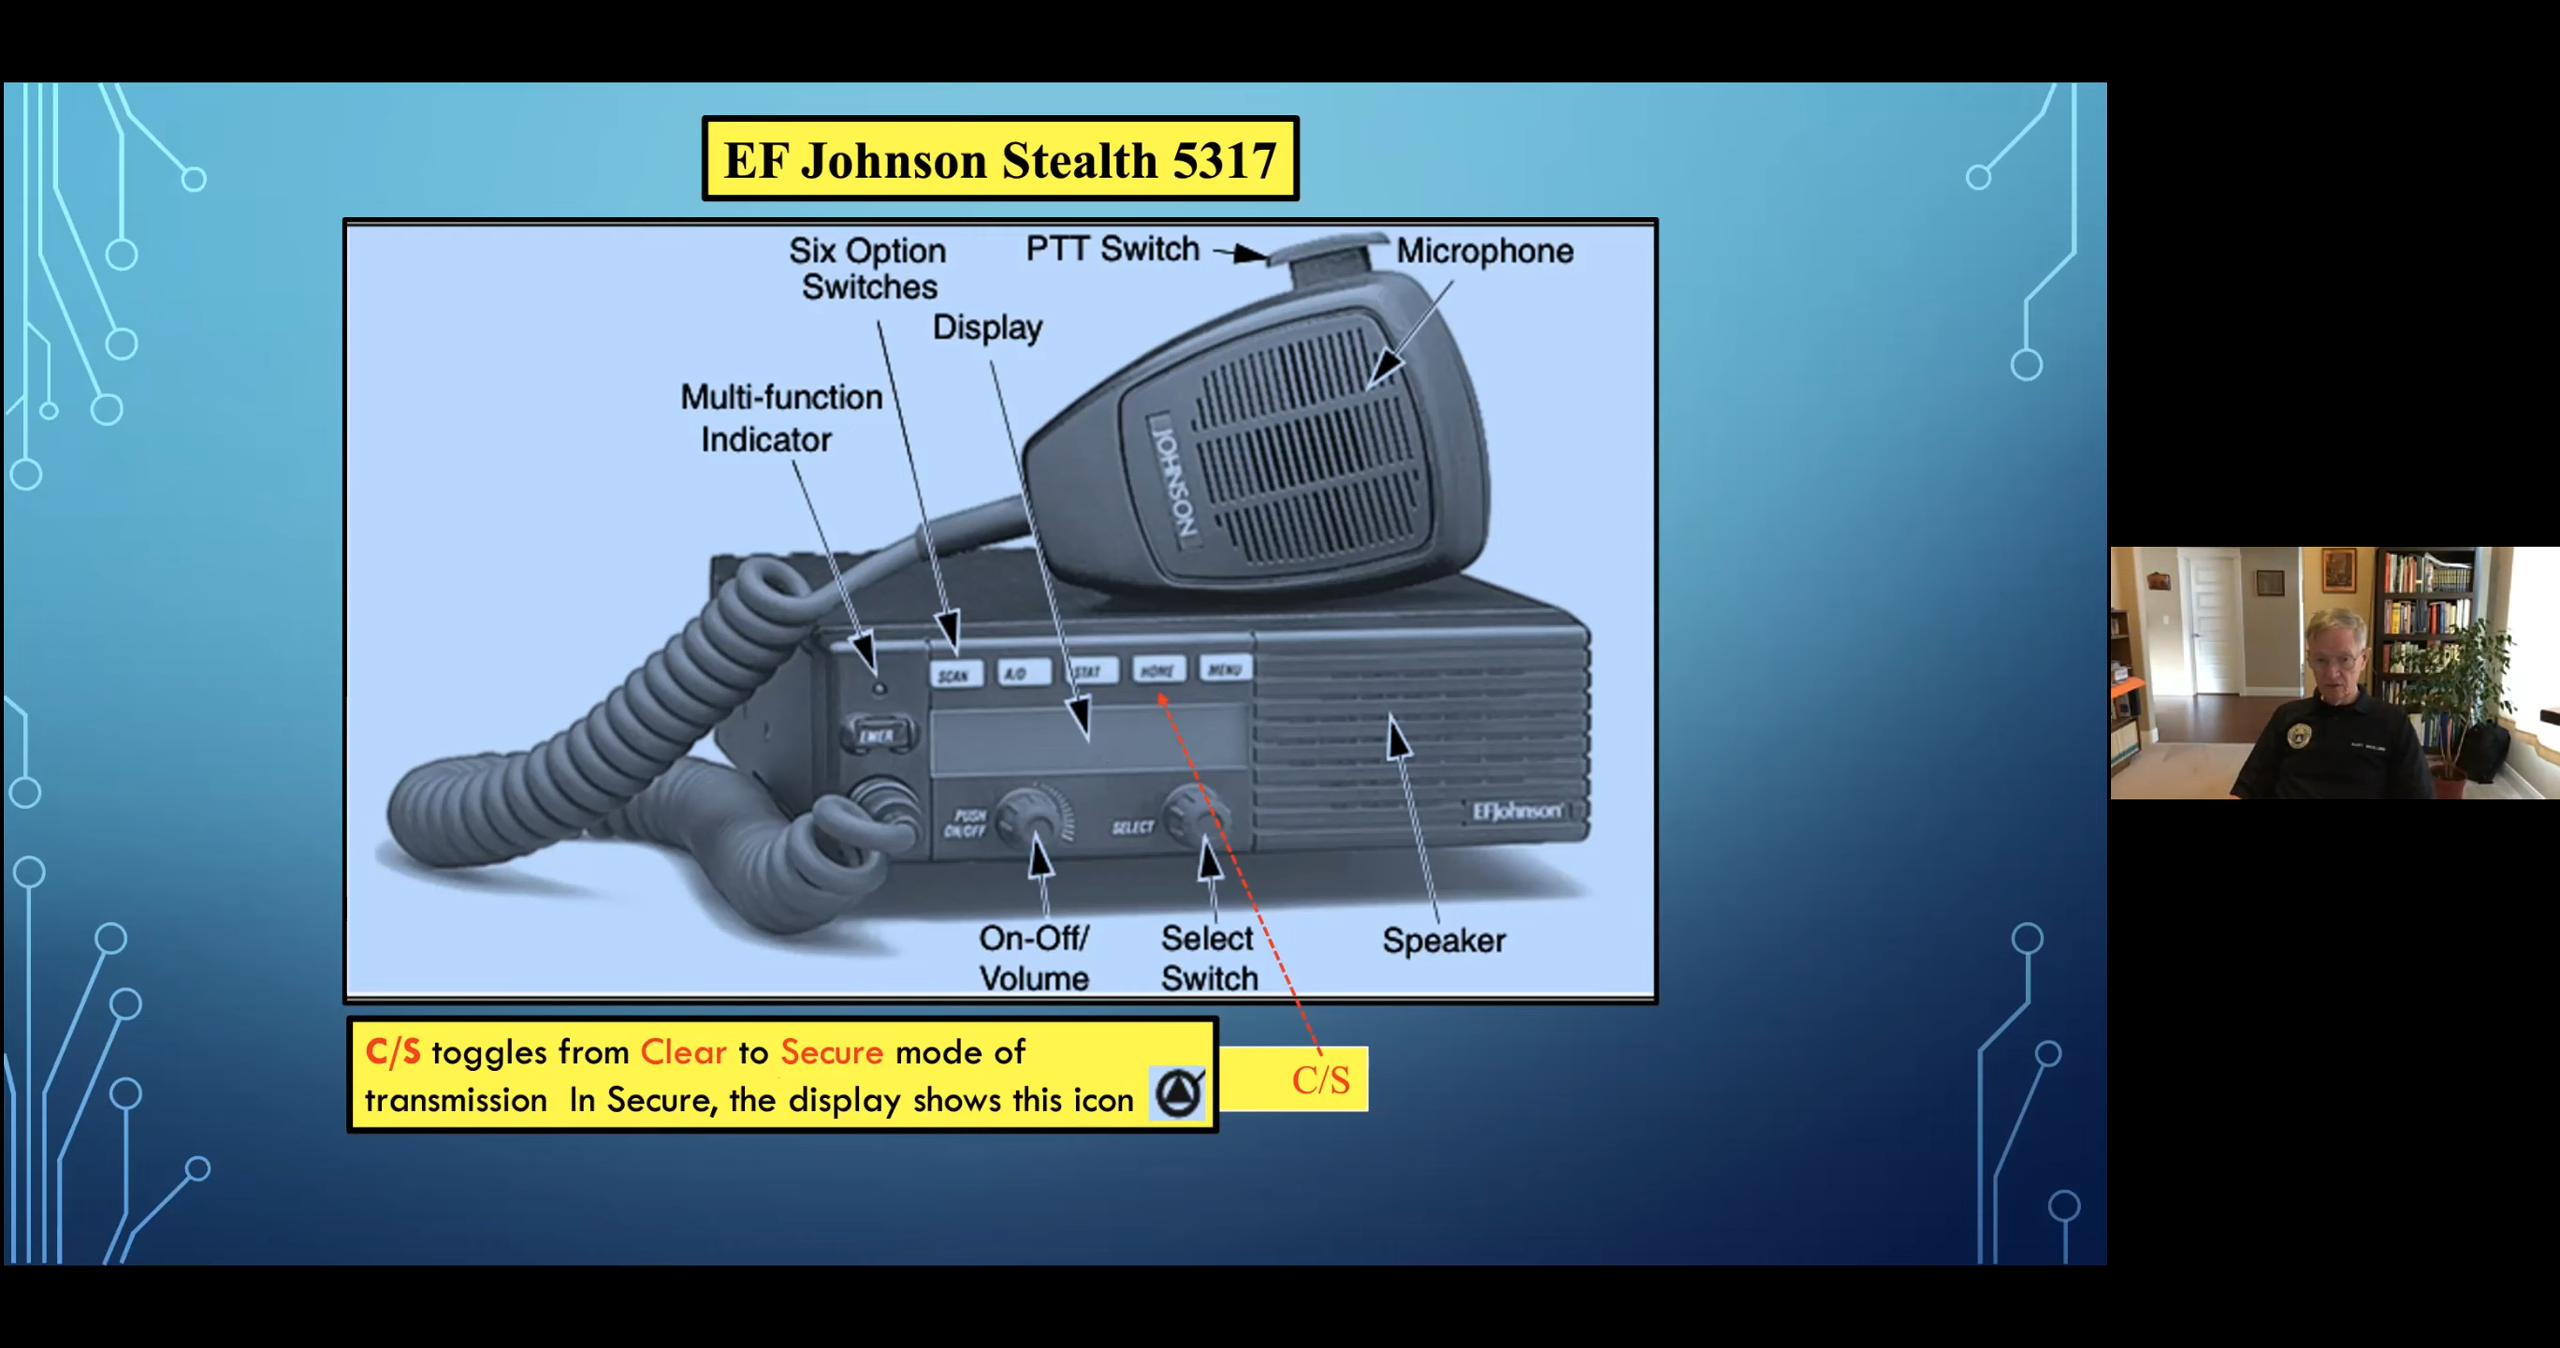 EF Johnson Stealth 5317
Six Option
Switches
PTT Switch
Microphone
Display
Multi-function
Indicator
JOHNSON
SCAN
A/D
STAT
HOME
MENU
EMER
PUSH
ON/OFF
SELECT
EFJohnson
On-Off/
Volume
Select
Switch
Speaker
C/S toggles from Clear to Secure mode of
transmission In Secure, the display shows this icon
C/S